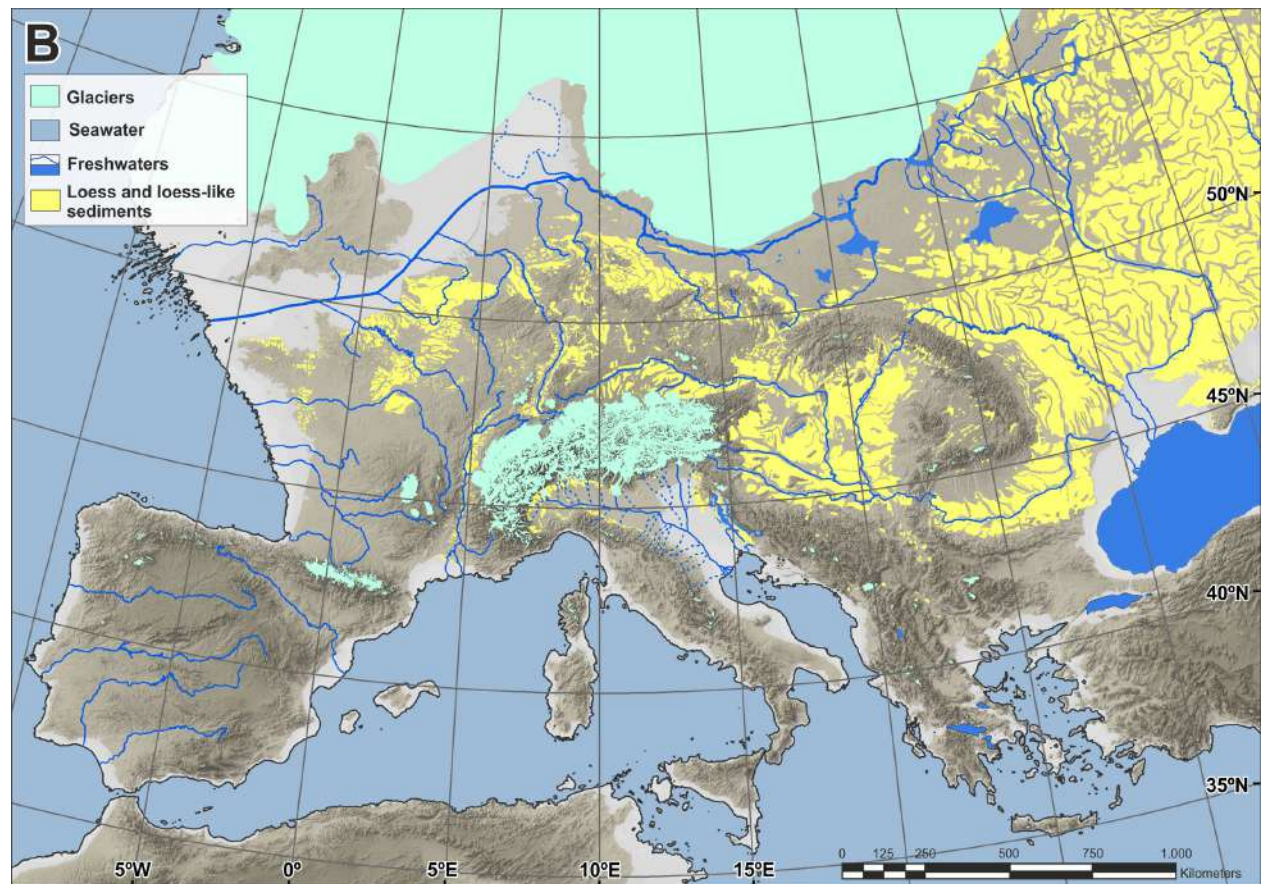 B
Glaciers
Seawater
Freshwaters
Loess and loess-like
sediments
50ºN
45ºN
40ºN
35ºN
5ºW
0º
5ºE
10ºE
15ºE
0 125 250 500 750 1.000
Kilometers